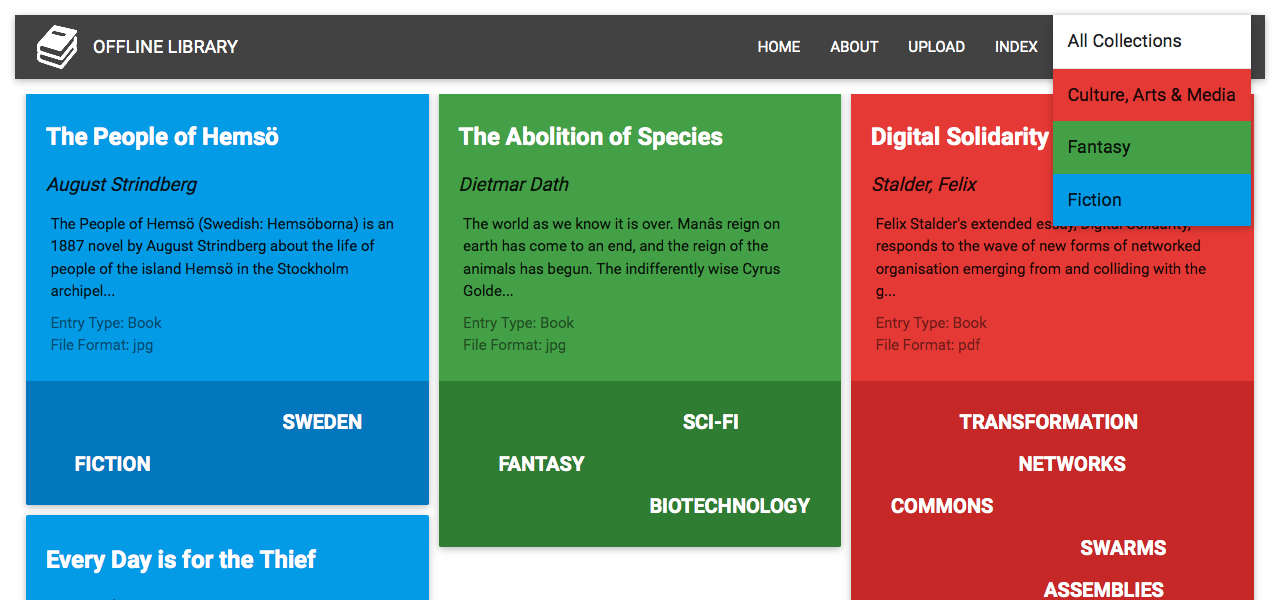 OFFLINE LIBRARY
HOME
ABOUT
UPLOAD
INDEX
All Collections
Culture, Arts & Media
Fantasy
Fiction
The People of Hemsö
August Strindberg
The People of Hemsö (Swedish: Hemsöborna) is an
1887 novel by August Strindberg about the life of
people of the island Hemsö in the Stockholm
archipel...
Entry Type: Book
File Format: jpg
SWEDEN
FICTION
Every Day is for the Thief
The Abolition of Species
Dietmar Dath
The world as we know it is over. Manâs reign on
earth has come to an end, and the reign of the
animals has begun. The indifferently wise Cyrus
Golde...
Entry Type: Book
File Format: jpg
SCI-FI
FANTASY
BIOTECHNOLOGY
Digital Solidarity
Stalder, Felix
Felix Stalder's extended essay, Digital Solidarity,
responds to the wave of new forms of networked
organisation emerging from and colliding with the
g...
Entry Type: Book
File Format: pdf
TRANSFORMATION
NETWORKS
COMMONS
SWARMS
ASSEMBLIES